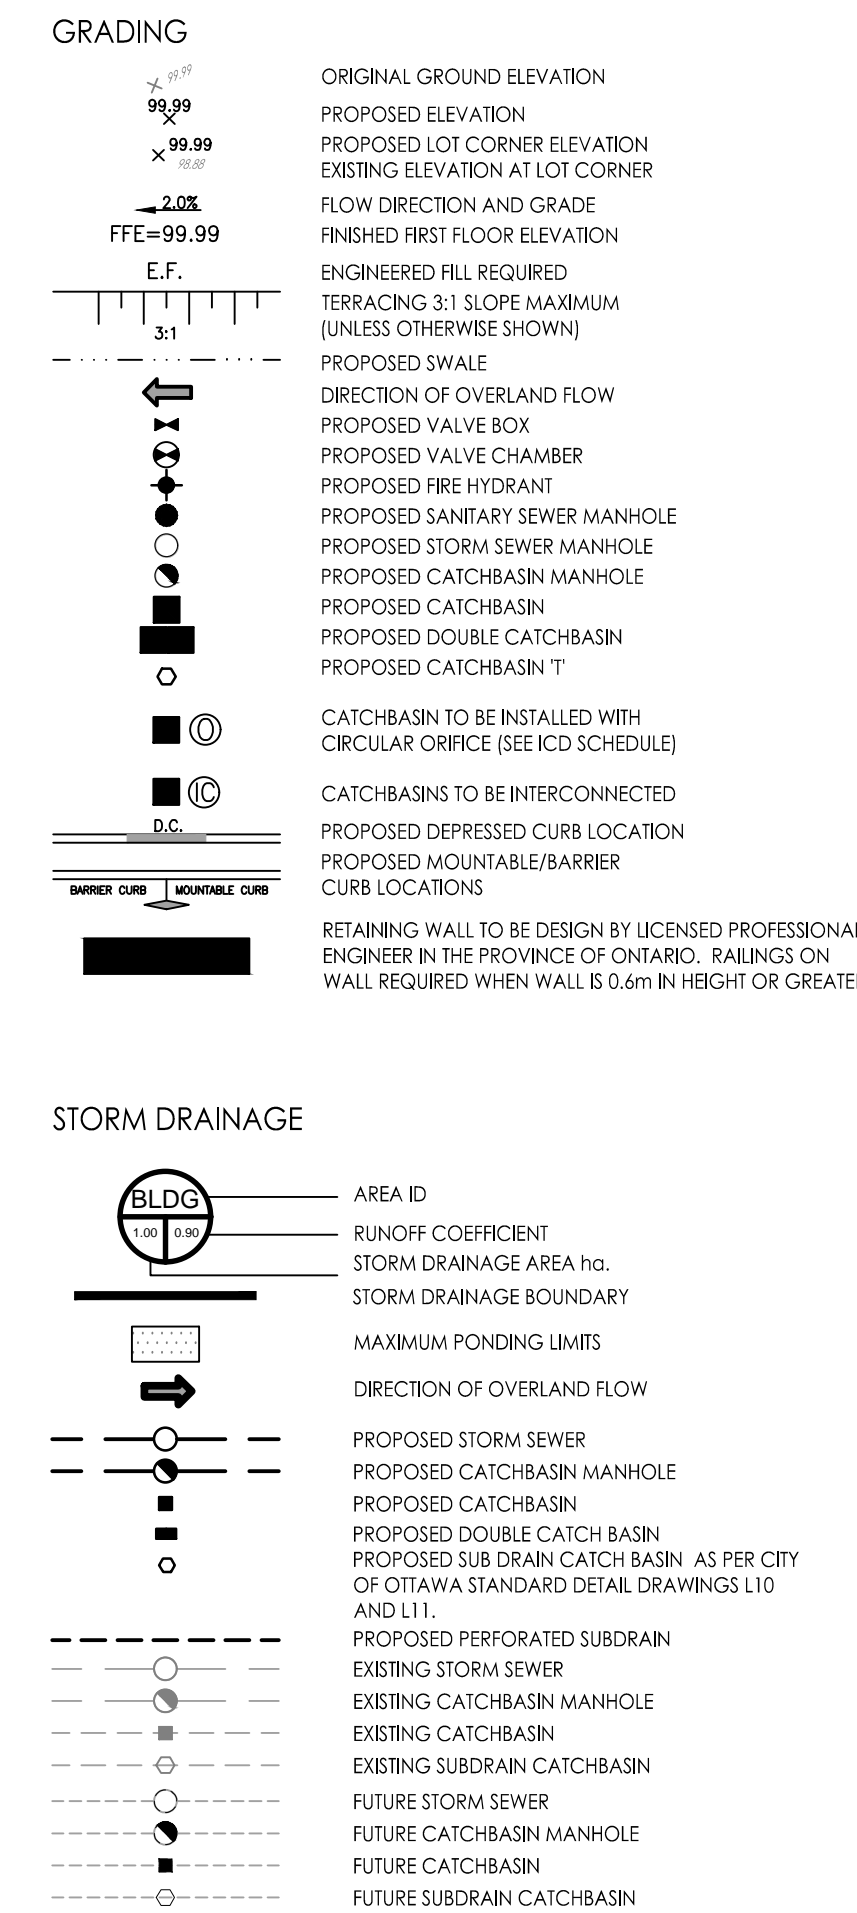 GRADING
99.99 ORIGINAL GROUND ELEVATION
99.99 PROPOSED ELEVATION
99.99 PROPOSED LOT CORNER ELEVATION
98.88 EXISTING ELEVATION AT LOT CORNER
2.0% FLOW DIRECTION AND GRADE
FFE=99.99 FINISHED FIRST FLOOR ELEVATION
E.F. ENGINEERED FILL REQUIRED
TERRACING 3:1 SLOPE MAXIMUM
3:1 (UNLESS OTHERWISE SHOWN)
PROPOSED SWALE
DIRECTION OF OVERLAND FLOW
PROPOSED VALVE BOX
PROPOSED VALVE CHAMBER
PROPOSED FIRE HYDRANT
PROPOSED SANITARY SEWER MANHOLE
PROPOSED STORM SEWER MANHOLE
PROPOSED CATCHBASIN MANHOLE
PROPOSED CATCHBASIN
PROPOSED DOUBLE CATCHBASIN
PROPOSED CATCHBASIN 'T'
CATCHBASIN TO BE INSTALLED WITH
O CIRCULAR ORIFICE (SEE ICD SCHEDULE)
IC CATCHBASINS TO BE INTERCONNECTED
D.C. PROPOSED DEPRESSED CURB LOCATION
PROPOSED MOUNTABLE/BARRIER
BARRIER CURB MOUNTABLE CURB CURB LOCATIONS
RETAINING WALL TO BE DESIGN BY LICENSED PROFESSIONAL
ENGINEER IN THE PROVINCE OF ONTARIO. RAILINGS ON
WALL REQUIRED WHEN WALL IS 0.6m IN HEIGHT OR GREATE
STORM DRAINAGE
BLDG AREA ID
1.00 0.90 RUNOFF COEFFICIENT
STORM DRAINAGE AREA ha.
STORM DRAINAGE BOUNDARY
MAXIMUM PONDING LIMITS
DIRECTION OF OVERLAND FLOW
PROPOSED STORM SEWER
PROPOSED CATCHBASIN MANHOLE
PROPOSED CATCHBASIN
PROPOSED DOUBLE CATCH BASIN
PROPOSED SUB DRAIN CATCH BASIN AS PER CITY
OF OTTAWA STANDARD DETAIL DRAWINGS L10
AND L11.
PROPOSED PERFORATED SUBDRAIN
EXISTING STORM SEWER
EXISTING CATCHBASIN MANHOLE
EXISTING CATCHBASIN
EXISTING SUBDRAIN CATCHBASIN
FUTURE STORM SEWER
FUTURE CATCHBASIN MANHOLE
FUTURE CATCHBASIN
FUTURE SUBDRAIN CATCHBASIN